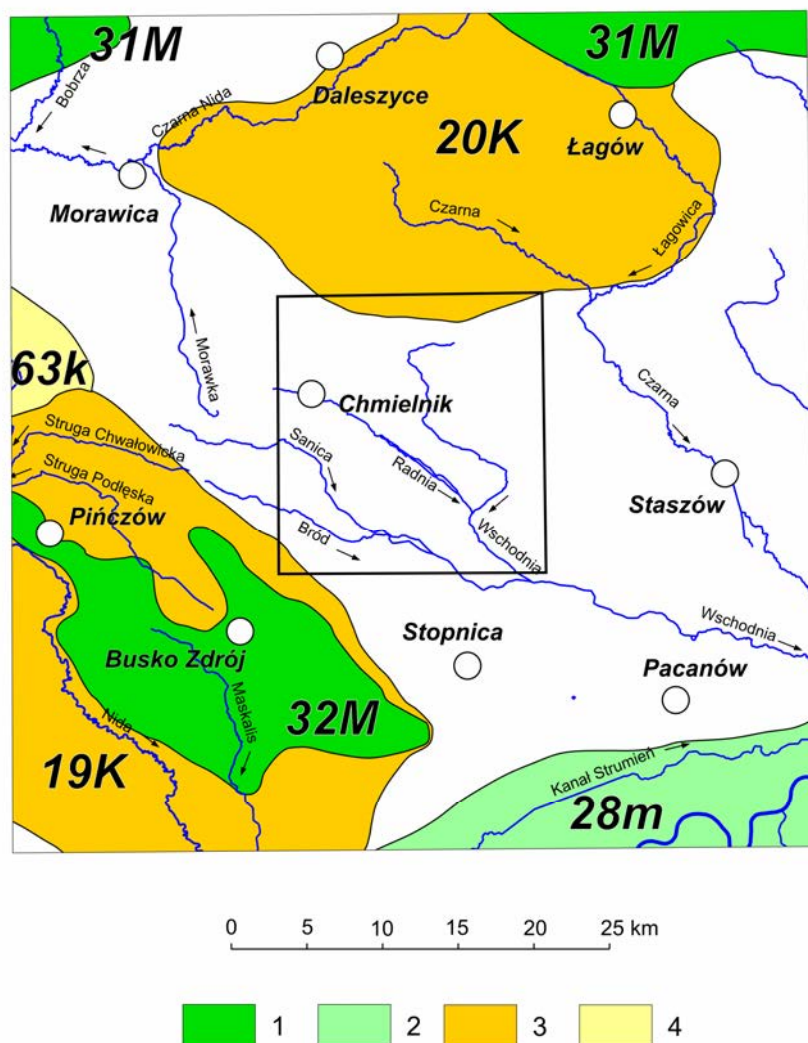 31M
31M
Bobrza
Daleszyce
Czarna Nida
20K
Łagów
Morawica
Czarna
Łagowica
63k
Morawka
Chmielnik
Czarna
Struga Chwałowicka
Sanica
Radnia
Struga Podłęska
Staszów
Pińczów
Bród
Wschodnia
Wschodnia
Stopnica
Busko Zdrój
Pacanów
Maskalis
32M
Nida
19K
Kanał Strumień
28m
0 5 10 15 20 25 km
1 2 3 4